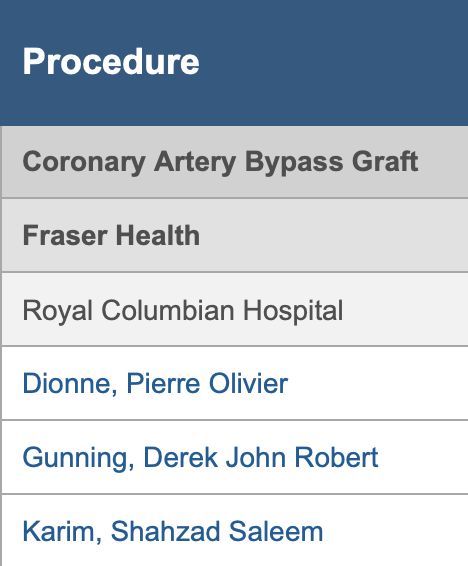 Procedure
Coronary Artery Bypass Graft
Fraser Health
Royal Columbian Hospital
Dionne, Pierre Olivier
Gunning, Derek John Robert
Karim, Shahzad Saleem